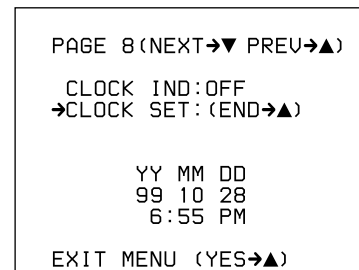 PAGE 8(NEXT→▼ PREV→▲)
CLOCK IND:OFF
→CLOCK SET:(END→▲)
YY MM DD
99 10 28
6:55 PM
EXIT MENU (YES→▲)